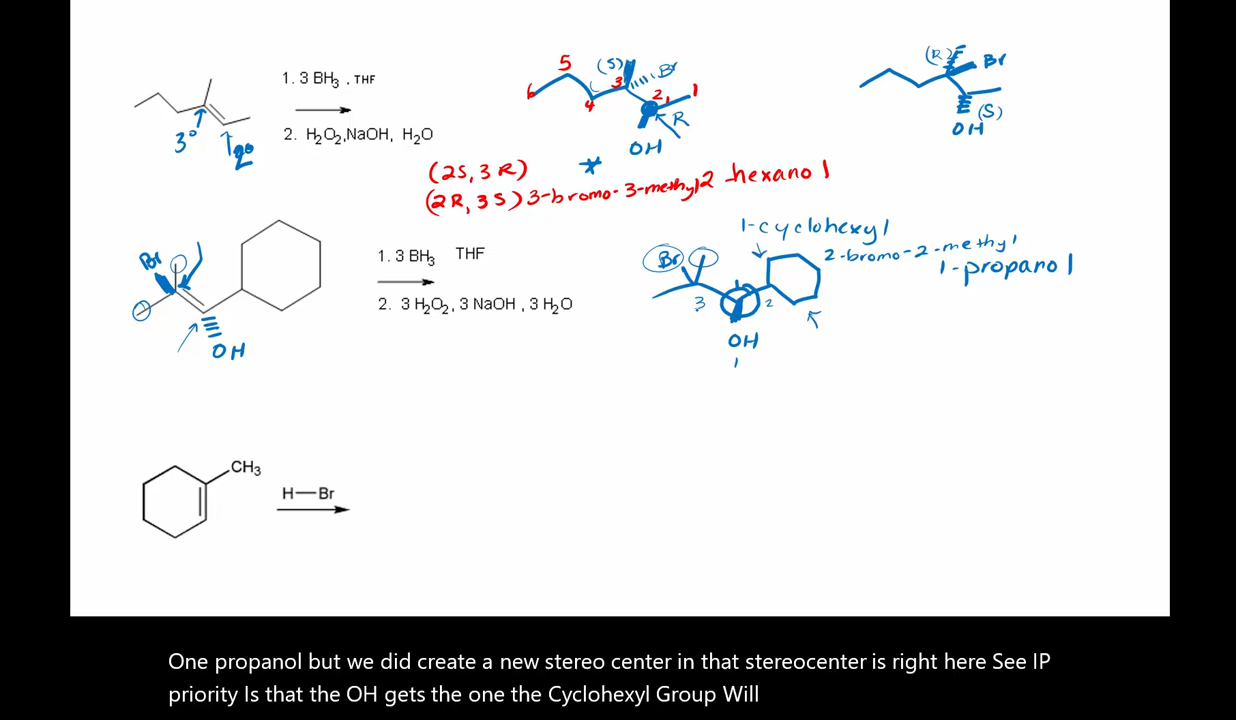 1. 3 BH3 . THF
2. H2O2,NaOH, H2O
3°
2°
6
5
4
(S)
3
Br
2
1
R
OH
(R)
Br
(S)
OH
(2S, 3R)
(2R, 3S) 3-bromo-3-methyl 2-hexanol
*
Br
OH
1. 3 BH3 THF
2. 3 H2O2, 3 NaOH , 3 H2O
1-cyclohexyl
2-bromo-2-methyl
1-propanol
Br
3
1
2
OH
CH3
H—Br
One propanol but we did create a new stereo center in that stereocenter is right here See IP
priority Is that the OH gets the one the Cyclohexyl Group Will